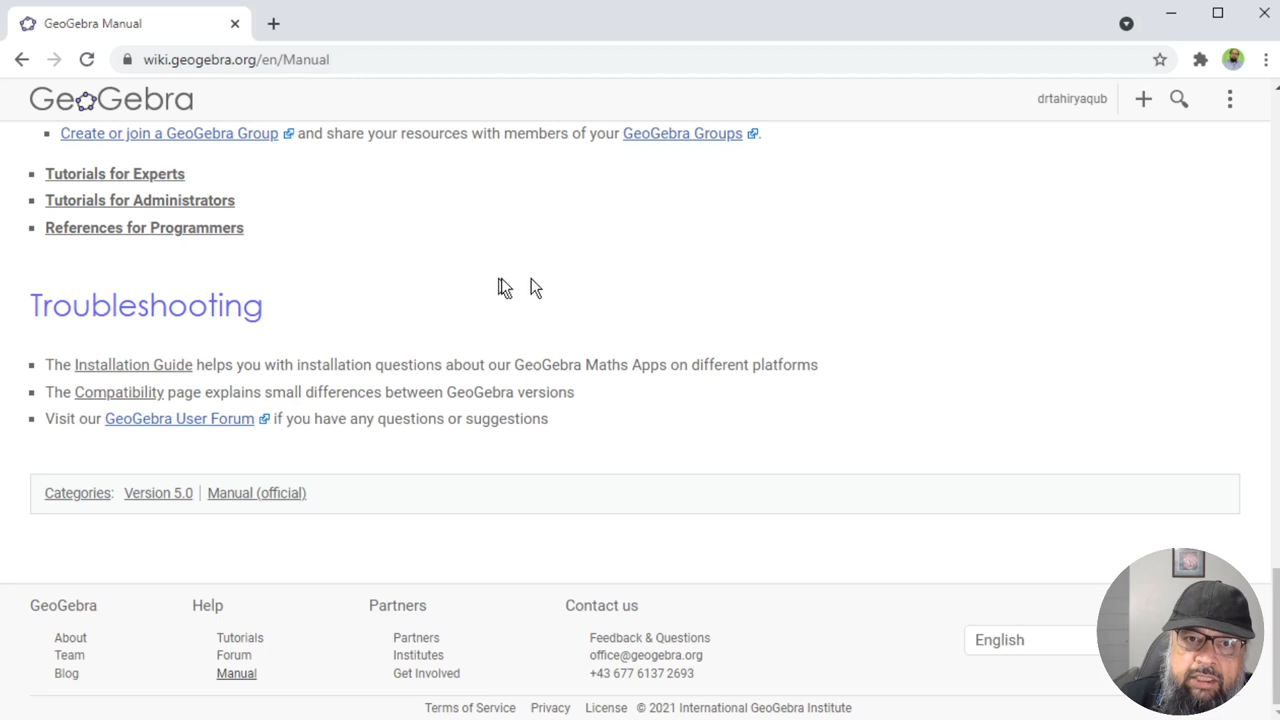 GeoGebra Manual
wiki.geogebra.org/en/Manual
GeoGebra
drtahiryaqub
Create or join a GeoGebra Group and share your resources with members of your GeoGebra Groups.
Tutorials for Experts
Tutorials for Administrators
References for Programmers
Troubleshooting
The Installation Guide helps you with installation questions about our GeoGebra Maths Apps on different platforms
The Compatibility page explains small differences between GeoGebra versions
Visit our GeoGebra User Forum if you have any questions or suggestions
Categories: Version 5.0 | Manual (official)
GeoGebra Help Partners Contact us
About Tutorials Partners Feedback & Questions
English
Team Forum Institutes office@geogebra.org
Blog Manual Get Involved +43 677 6137 2693
Terms of Service Privacy License © 2021 International GeoGebra Institute